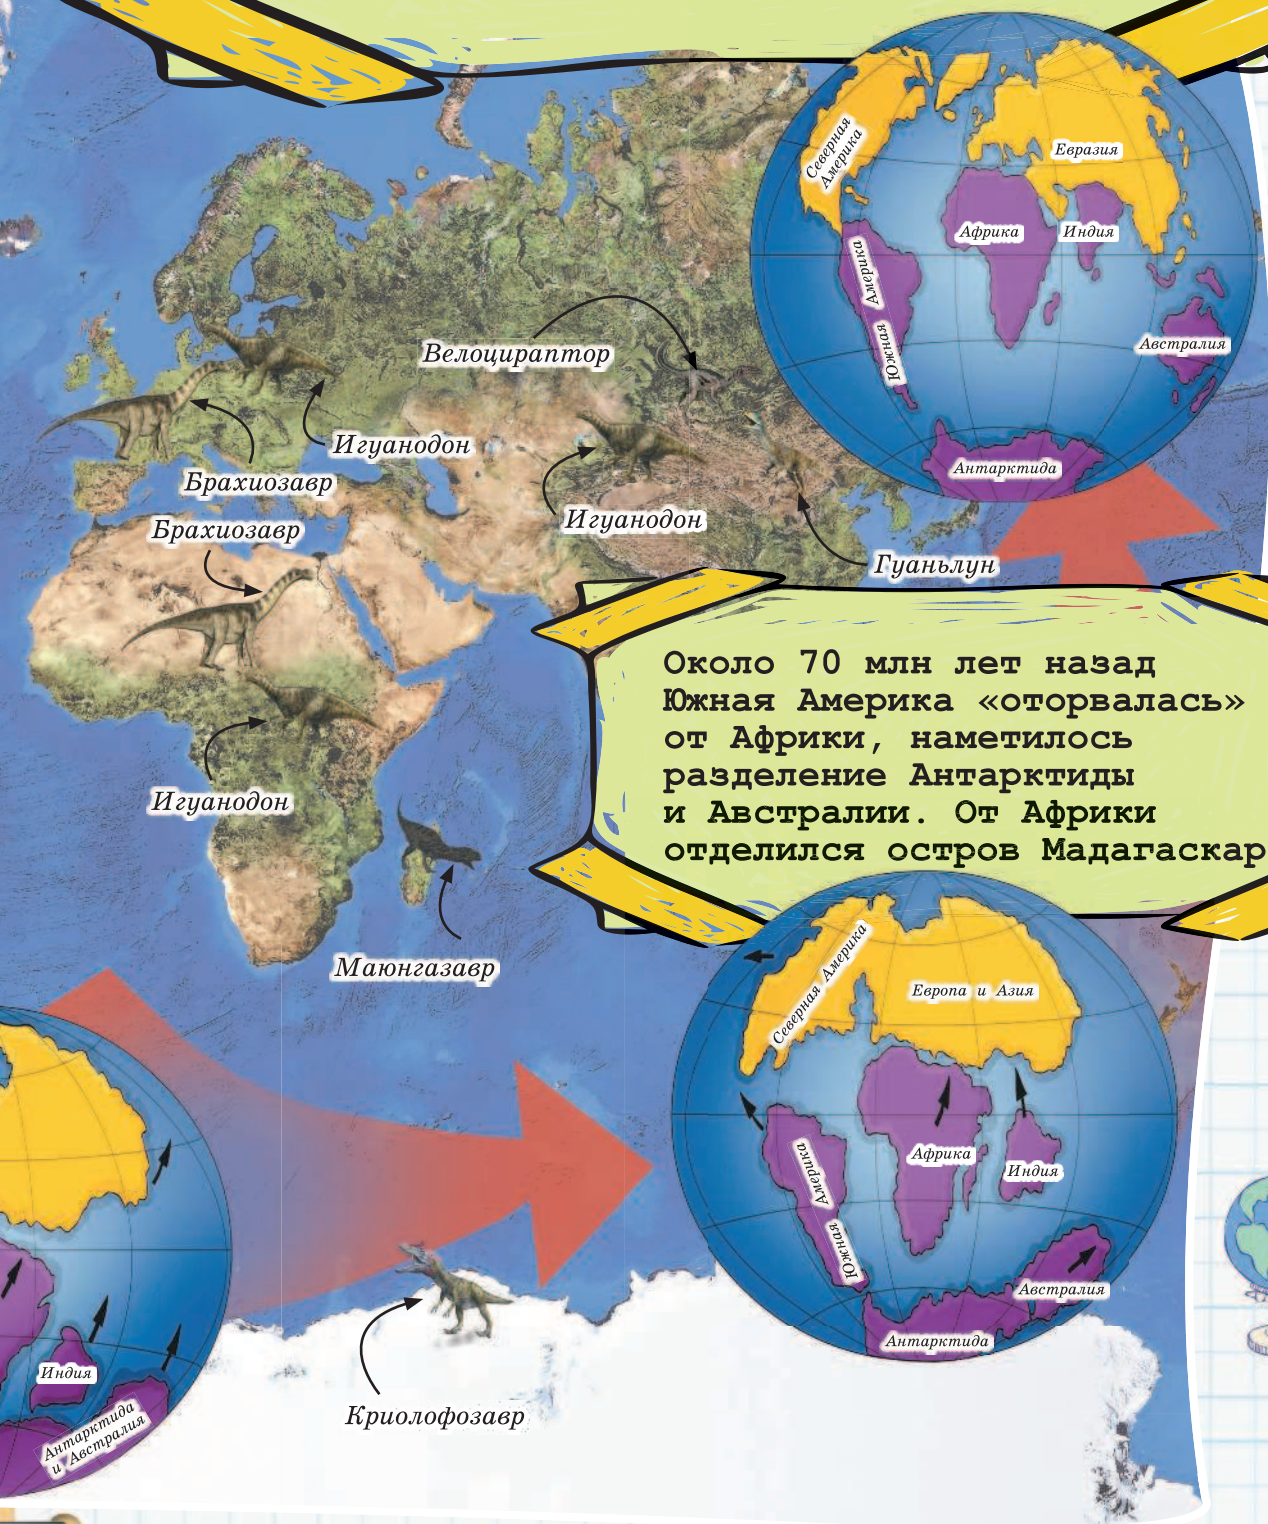 Северная
Америка
Евразия
Африка
Индия
Южная Америка
Австралия
Антарктида
Велоцираптор
Игуанодон
Брахиозавр
Брахиозавр
Игуанодон
Гуаньлун
Игуанодон
Маюнгазавр
Около 70 млн лет назад
Южная Америка «оторвалась»
от Африки, наметилось
разделение Антарктиды
и Австралии. От Африки
отделился остров Мадагаскар
Северная Америка
Европа и Азия
Африка
Индия
Южная Америка
Австралия
Антарктида
Индия
Антарктида
и Австралия
Криолофозавр